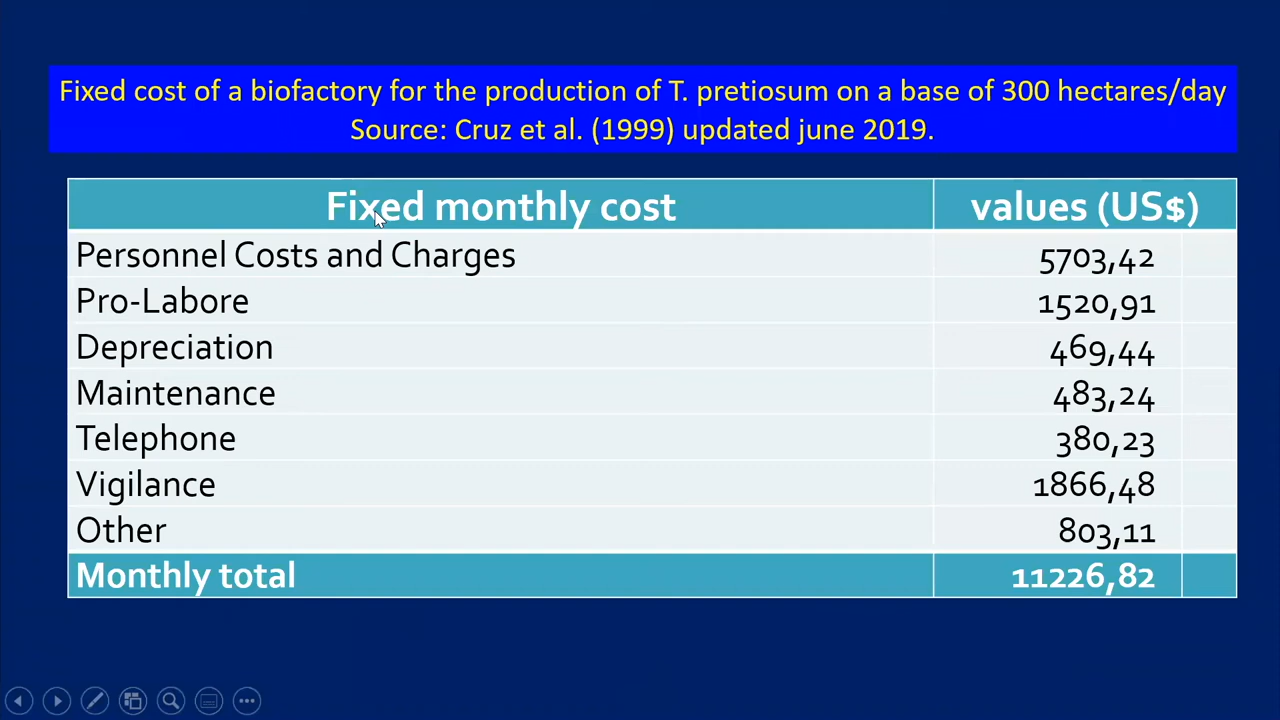 Fixed cost of a biofactory for the production of T. pretiosum on a base of 300 hectares/day
Source: Cruz et al. (1999) updated june 2019.
Fixed monthly cost values (US$)
Personnel Costs and Charges 5703,42
Pro-Labore 1520,91
Depreciation 469,44
Maintenance 483,24
Telephone 380,23
Vigilance 1866,48
Other 803,11
Monthly total 11226,82